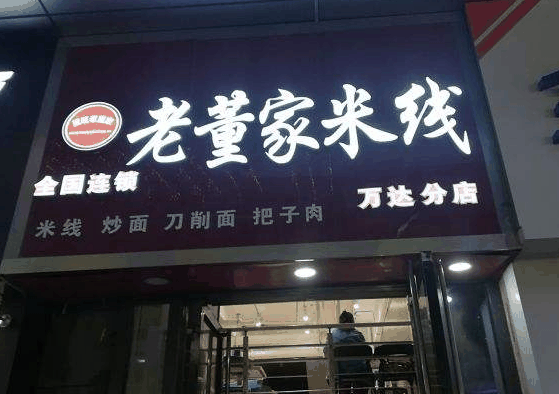 老董家米线
全国连锁
万达分店
米线 炒面 刀削面 把子肉